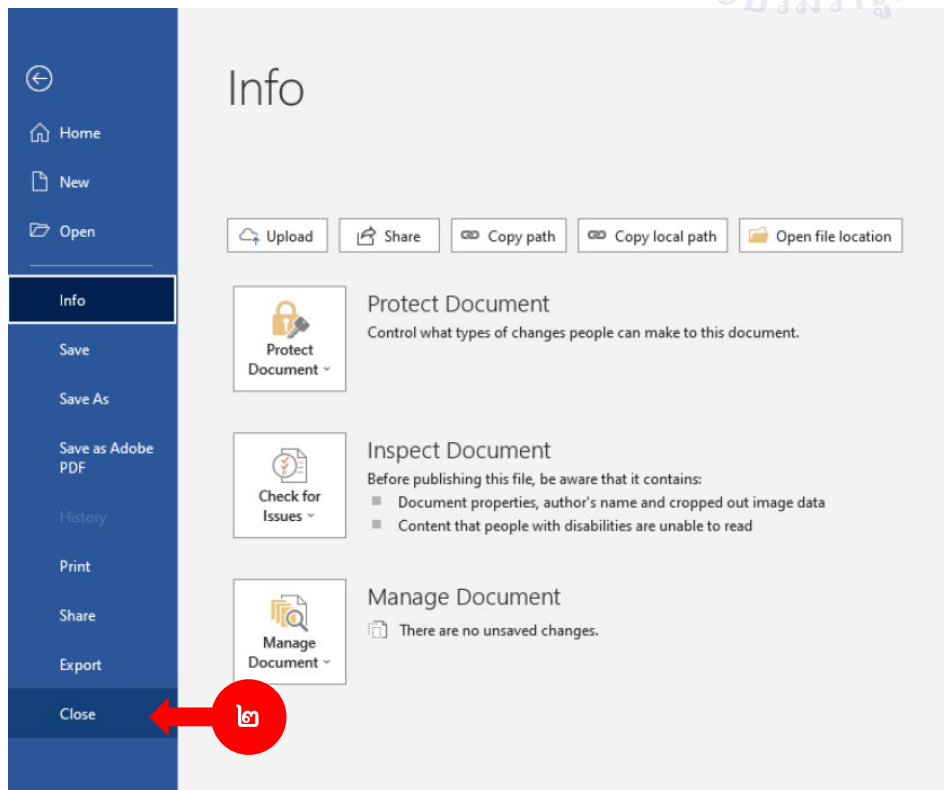 Info
Home
New
Open
Info
Save
Save As
Save as Adobe
PDF
History
Print
Share
Export
Close
Upload
Share
Copy path
Copy local path
Open file location
Protect
Document
Protect Document
Control what types of changes people can make to this document.
Check for
Issues
Inspect Document
Before publishing this file, be aware that it contains:
Document properties, author's name and cropped out image data
Content that people with disabilities are unable to read
Manage
Document
Manage Document
There are no unsaved changes.
๒